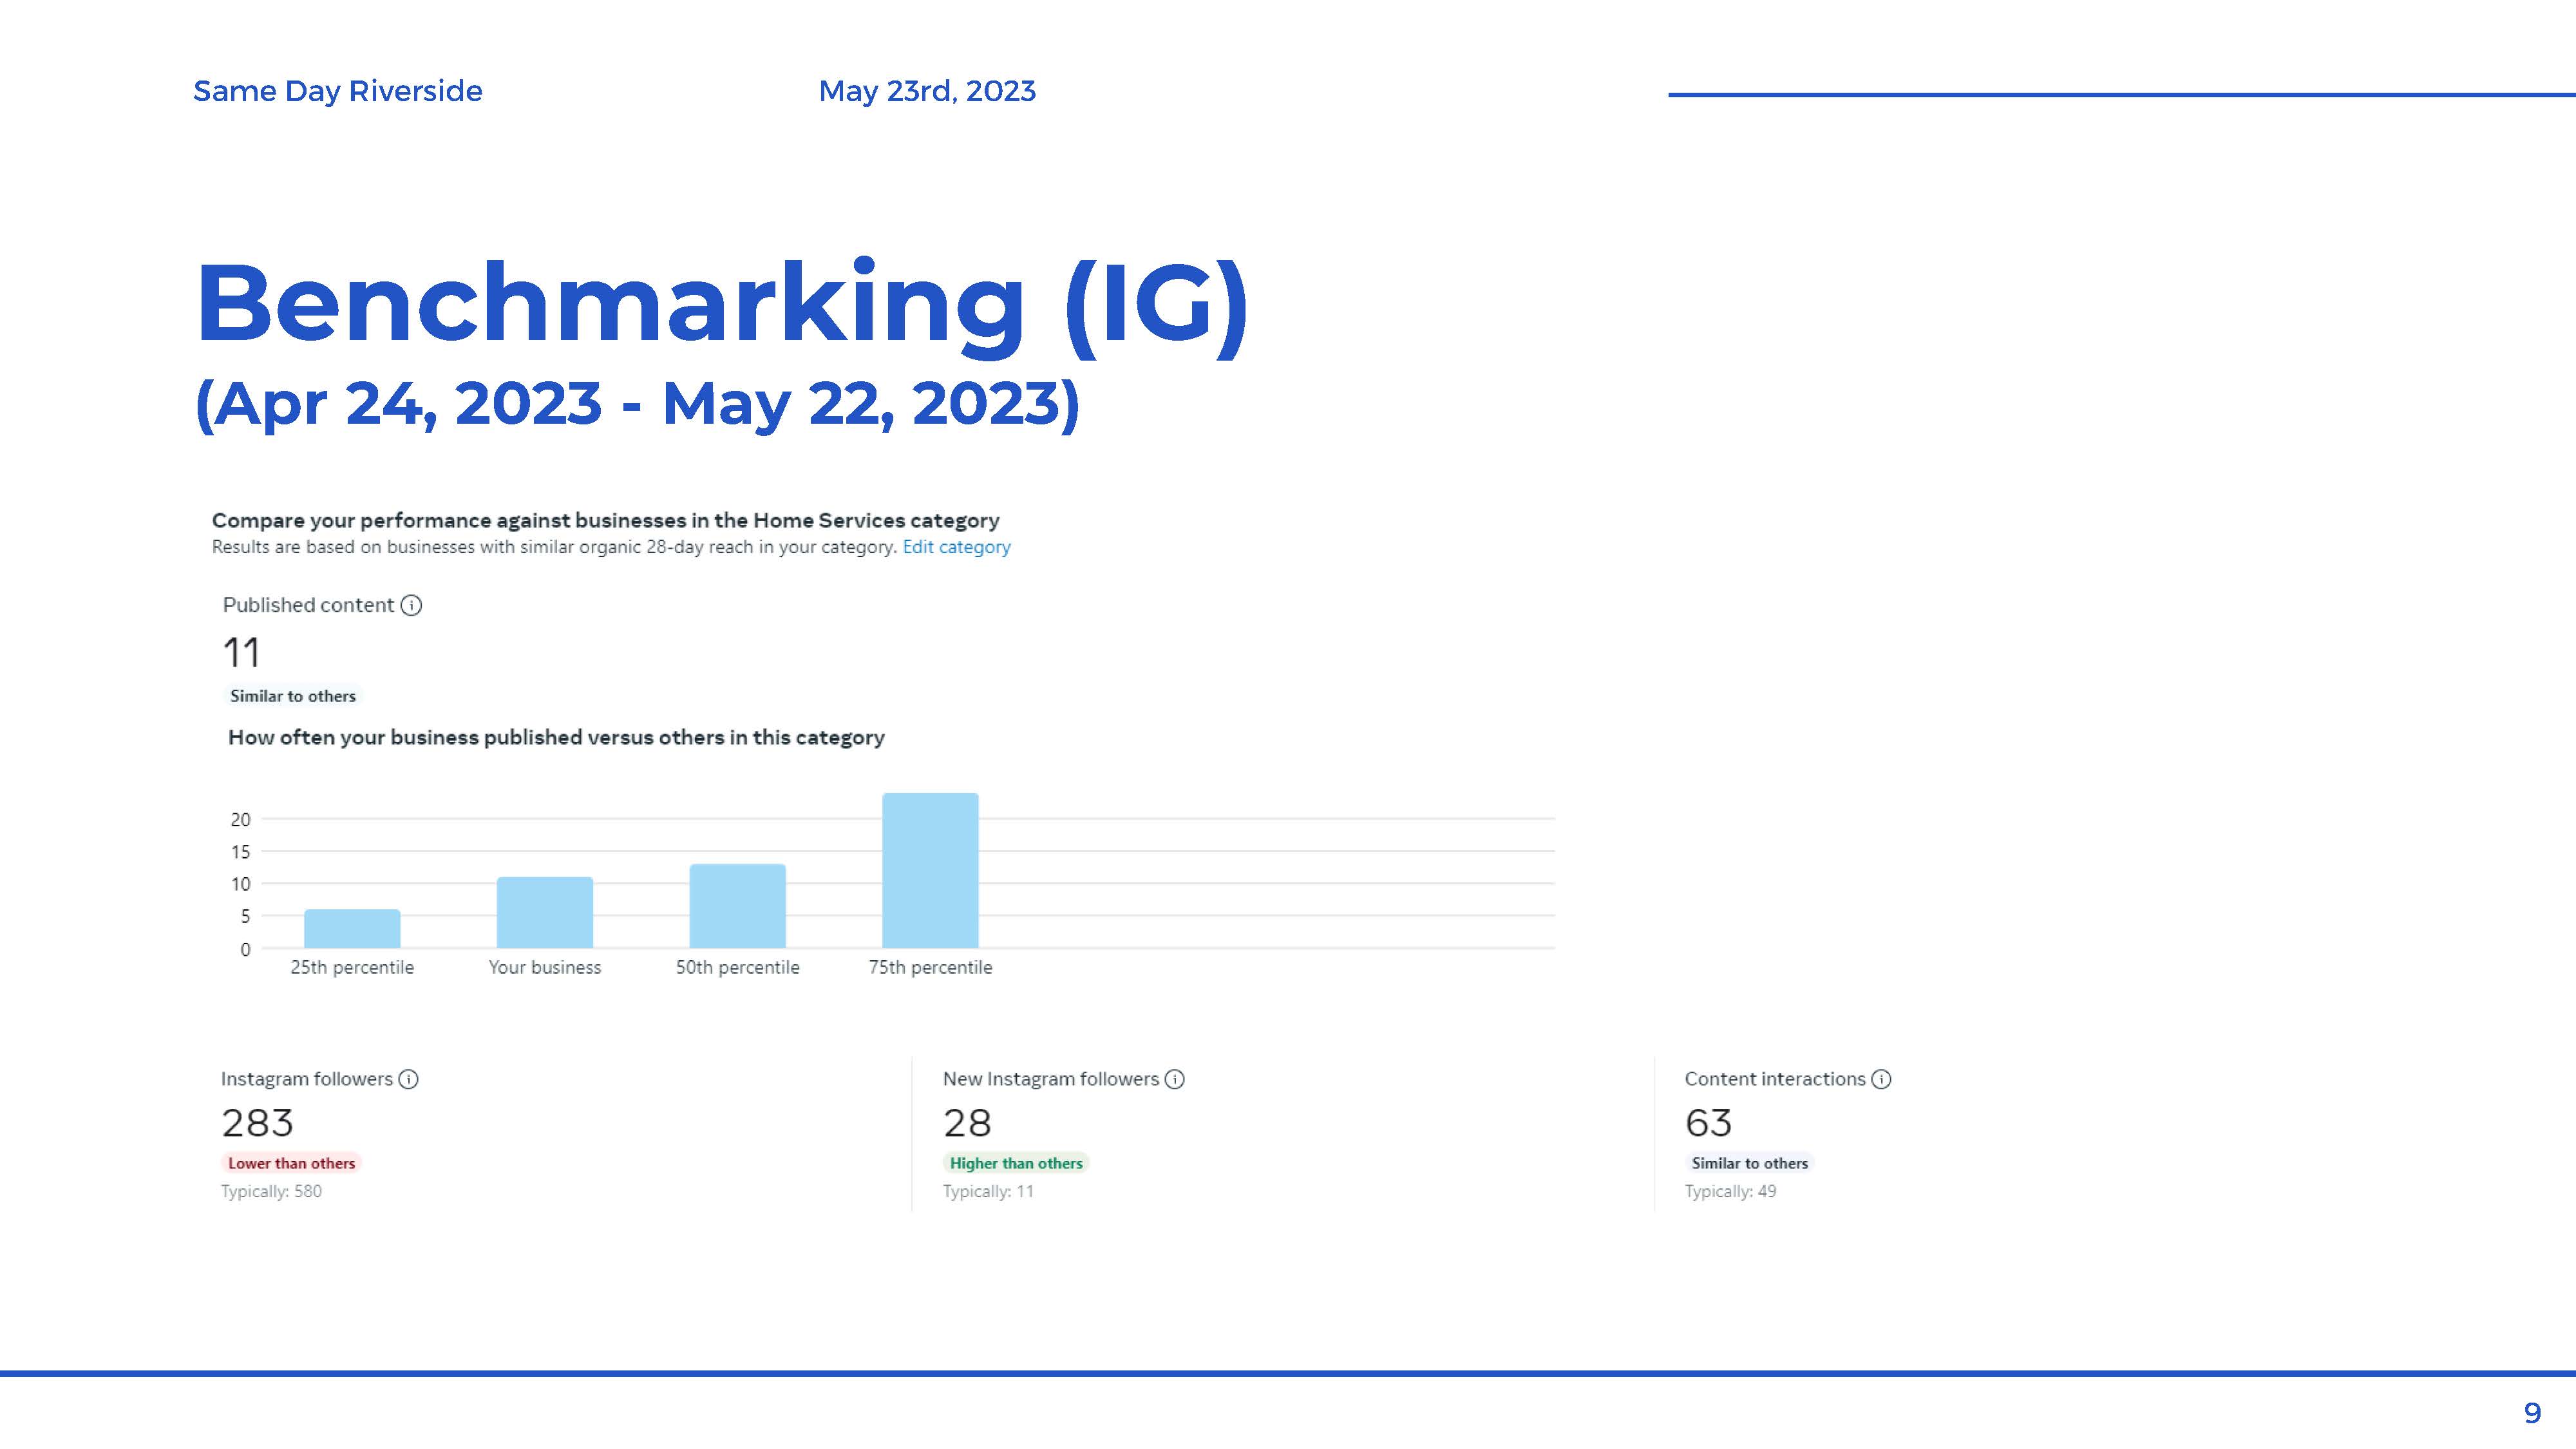 Same Day Riverside
May 23rd, 2023
Benchmarking (IG)
(Apr 24, 2023 - May 22, 2023)
Compare your performance against businesses in the Home Services category
Results are based on businesses with similar organic 28-day reach in your category. Edit category
Published content
11
Similar to others
How often your business published versus others in this category
20
15
10
5
0
25th percentile
Your business
50th percentile
75th percentile
Instagram followers
283
Lower than others
Typically: 580
New Instagram followers
28
Higher than others
Typically: 11
Content interactions
63
Similar to others
Typically: 49
9